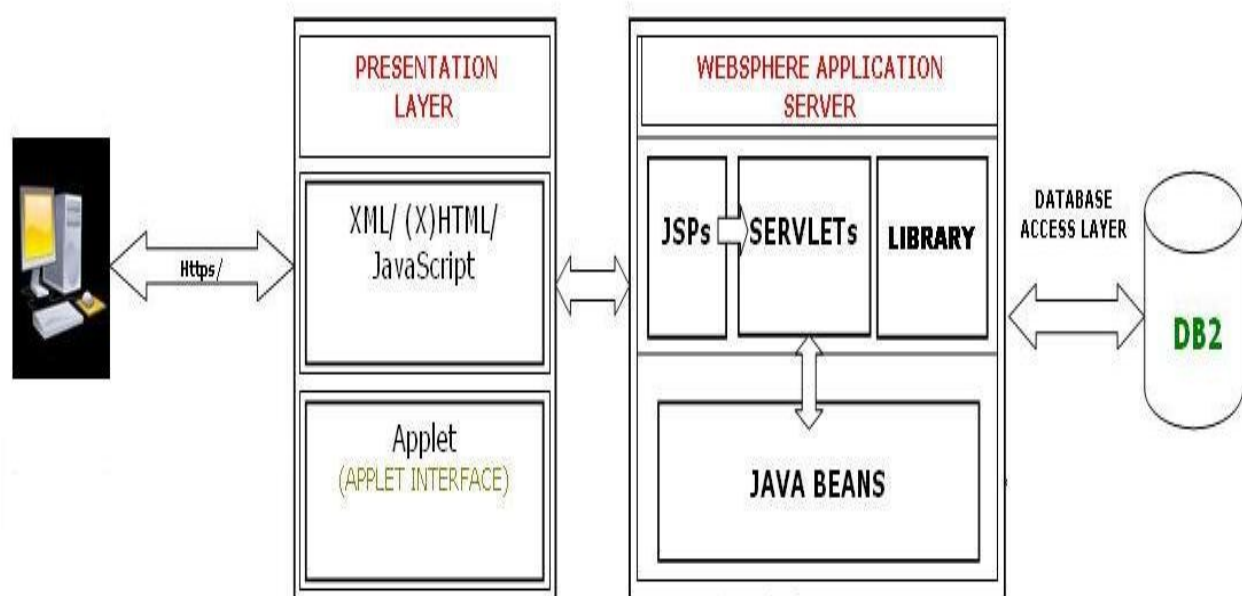 Https/
PRESENTATION
LAYER
XML/ (X)HTML/
JavaScript
Applet
(APPLET INTERFACE)
WEBSPHERE APPLICATION
SERVER
JSPs
SERVLETs
LIBRARY
JAVA BEANS
DATABASE
ACCESS LAYER
DB2